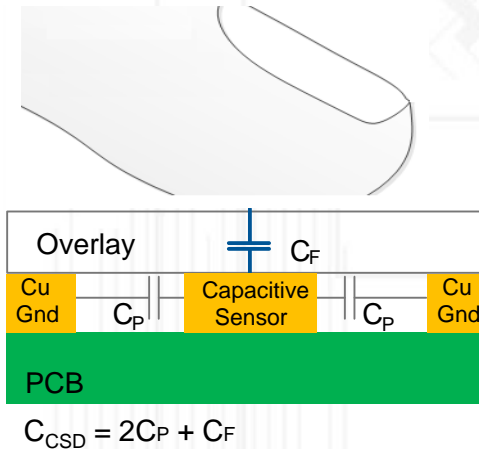 Overlay
CF
Cu
Gnd
CP
Capacitive
Sensor
CP
Cu
Gnd
PCB
CCSD = 2CP + CF